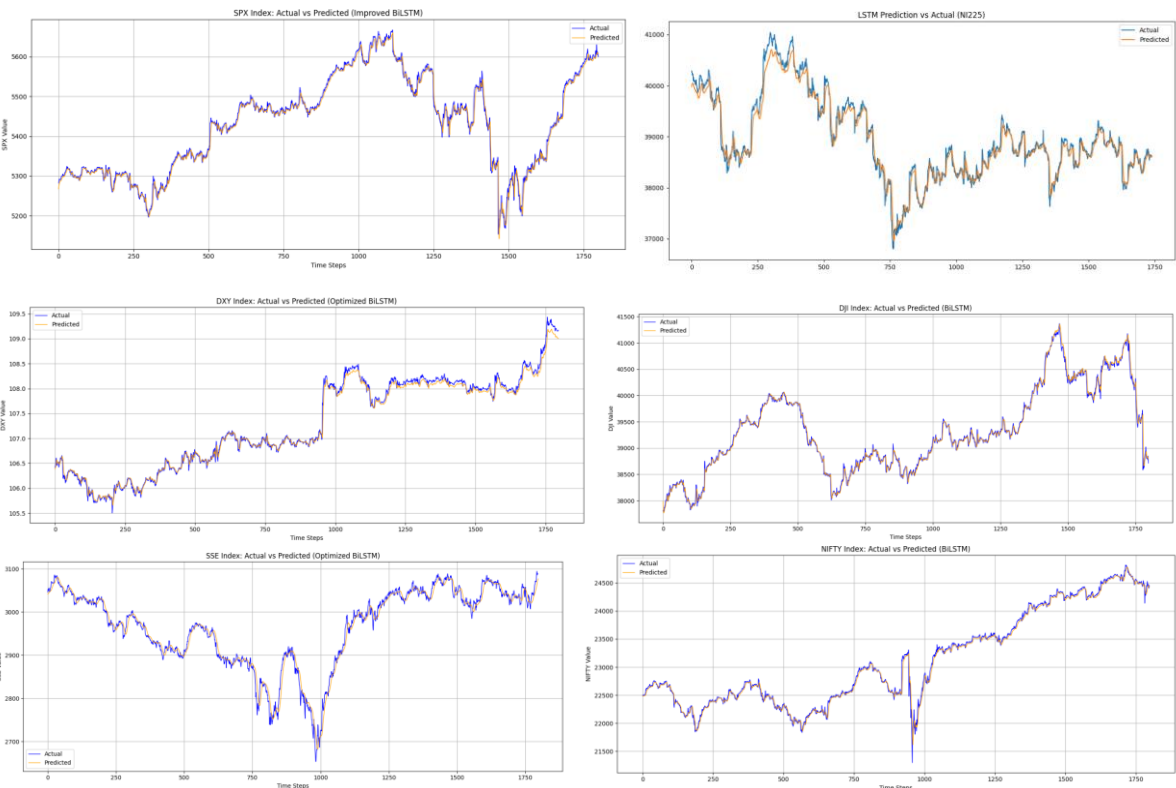 SPX Index: Actual vs Predicted (Improved BiLSTM)
Actual
Predicted
SPX Value
5600
5500
5400
5300
5200
0 250 500 750 1000 1250 1500 1750
Time Steps
LSTM Prediction vs Actual (NI225)
Actual
Predicted
41000
40000
39000
38000
37000
0 250 500 750 1000 1250 1500 1750
DXY Index: Actual vs Predicted (Optimized BiLSTM)
Actual
Predicted
DXY Value
109.5
109.0
108.5
108.0
107.5
107.0
106.5
106.0
105.5
0 250 500 750 1000 1250 1500 1750
Time Steps
DJI Index: Actual vs Predicted (BiLSTM)
Actual
Predicted
DJI Value
41500
41000
40500
40000
39500
39000
38500
38000
0 250 500 750 1000 1250 1500 1750
Time Steps
SSE Index: Actual vs Predicted (Optimized BiLSTM)
Actual
Predicted
3100
3000
2900
2800
2700
0 250 500 750 1000 1250 1500 1750
Time Steps
NIFTY Index: Actual vs Predicted (BiLSTM)
Actual
Predicted
NIFTY Value
24500
24000
23500
23000
22500
22000
21500
0 250 500 750 1000 1250 1500 1750
Time Steps